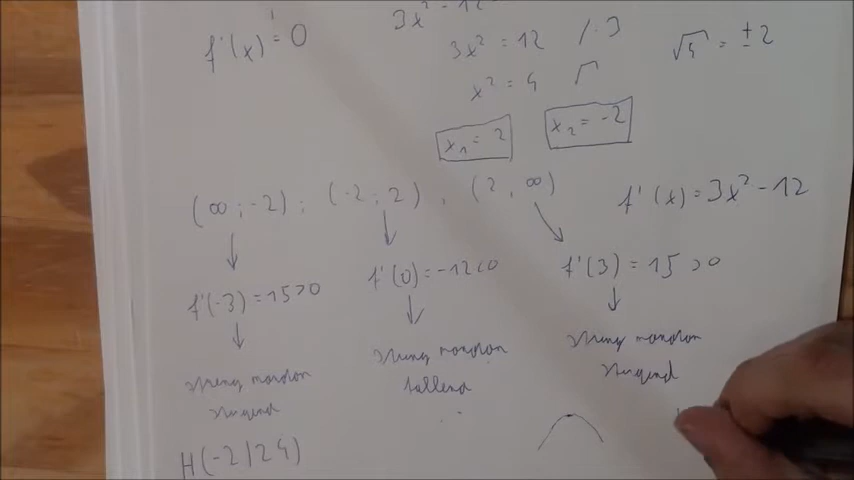 f'(x) = 0
3x² - 12
3x² = 12 / : 3
x² = 4 √
√4 = ± 2
x₁ = 2
x₂ = -2
(∞ ; -2) ; (-2 ; 2) , (2 , ∞)
f'(x) = 3x² - 12
f'(-3) = 15 > 0
f'(0) = -12 < 0
f'(3) = 15 > 0
streng monoton
steigend
streng monoton
fallend
streng monoton
steigend
H(-2|24)